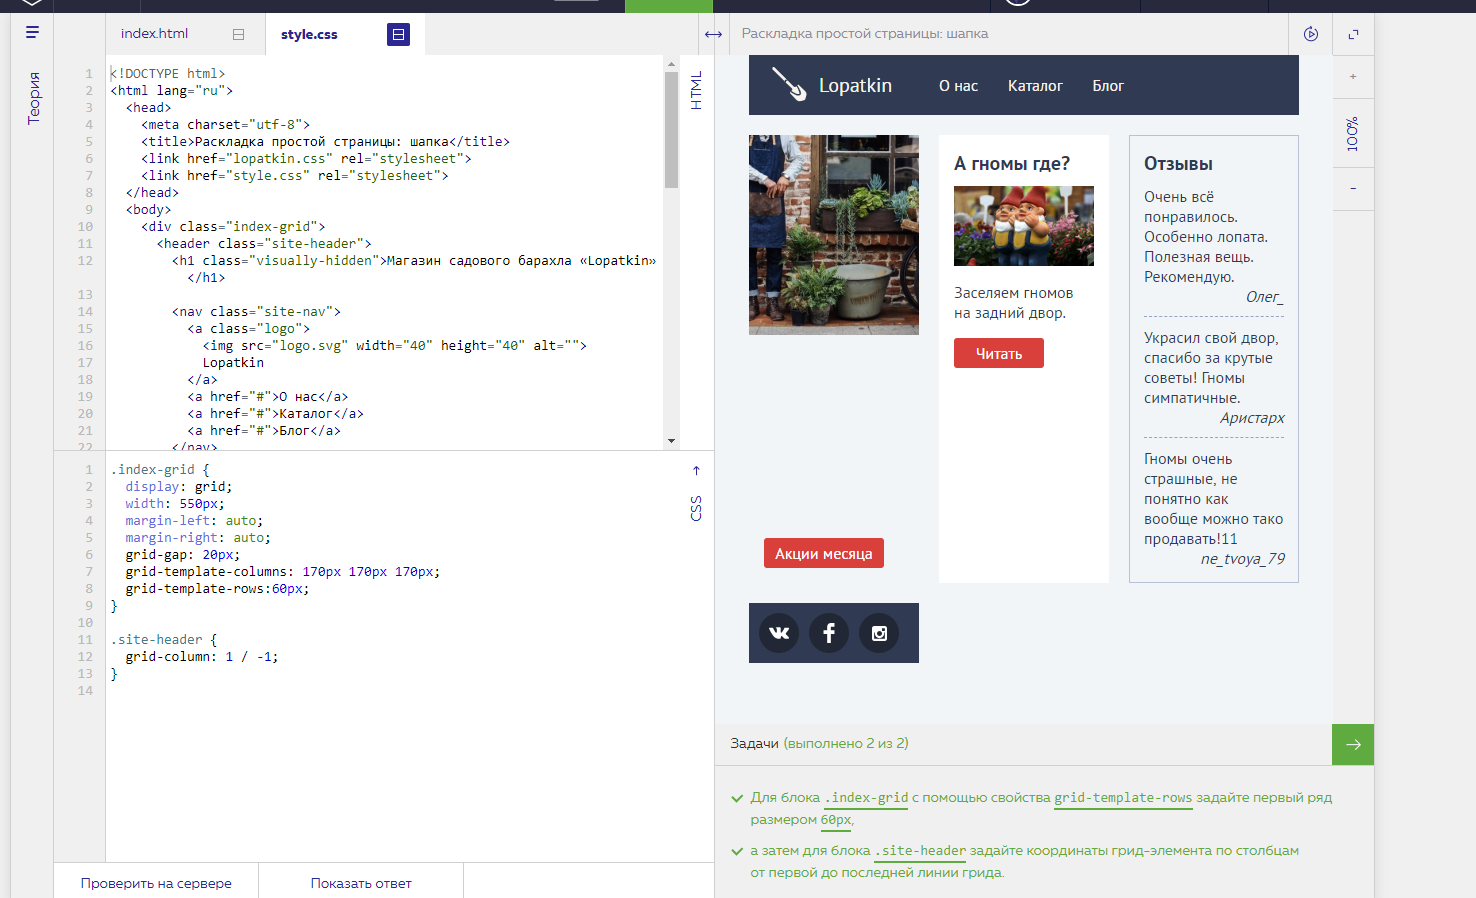 index.html
style.css
Раскладка простой страницы: шапка
Теория
HTML
1 <!DOCTYPE html>
2 <html lang="ru">
3 <head>
4 <meta charset="utf-8">
5 <title>Раскладка простой страницы: шапка</title>
6 <link href="lopatkin.css" rel="stylesheet">
7 <link href="style.css" rel="stylesheet">
8 </head>
9 <body>
10 <div class="index-grid">
11 <header class="site-header">
12 <h1 class="visually-hidden">Магазин садового барахла «Lopatkin»
</h1>
13
14 <nav class="site-nav">
15 <a class="logo">
16 <img src="logo.svg" width="40" height="40" alt="">
17 Lopatkin
18 </a>
19 <a href="#">О нас</a>
20 <a href="#">Каталог</a>
21 <a href="#">Блог</a>
22 </nav>
CSS
1 .index-grid {
2 display: grid;
3 width: 550px;
4 margin-left: auto;
5 margin-right: auto;
6 grid-gap: 20px;
7 grid-template-columns: 170px 170px 170px;
8 grid-template-rows:60px;
9 }
10
11 .site-header {
12 grid-column: 1 / -1;
13 }
14
Проверить на сервере
Показать ответ
Lopatkin
О нас
Каталог
Блог
Акции месяца
А гномы где?
Заселяем гномов
на задний двор.
Читать
Отзывы
Очень всё
понравилось.
Особенно лопата.
Полезная вещь.
Рекомендую.
Олег_
Украсил свой двор,
спасибо за крутые
советы! Гномы
симпатичные.
Аристарх
Гномы очень
страшные, не
понятно как
вообще можно тако
продавать!11
ne_tvoya_79
+
100%
−
Задачи (выполнено 2 из 2)
Для блока .index-grid с помощью свойства grid-template-rows задайте первый ряд
размером 60px,
а затем для блока .site-header задайте координаты грид-элемента по столбцам
от первой до последней линии грида.